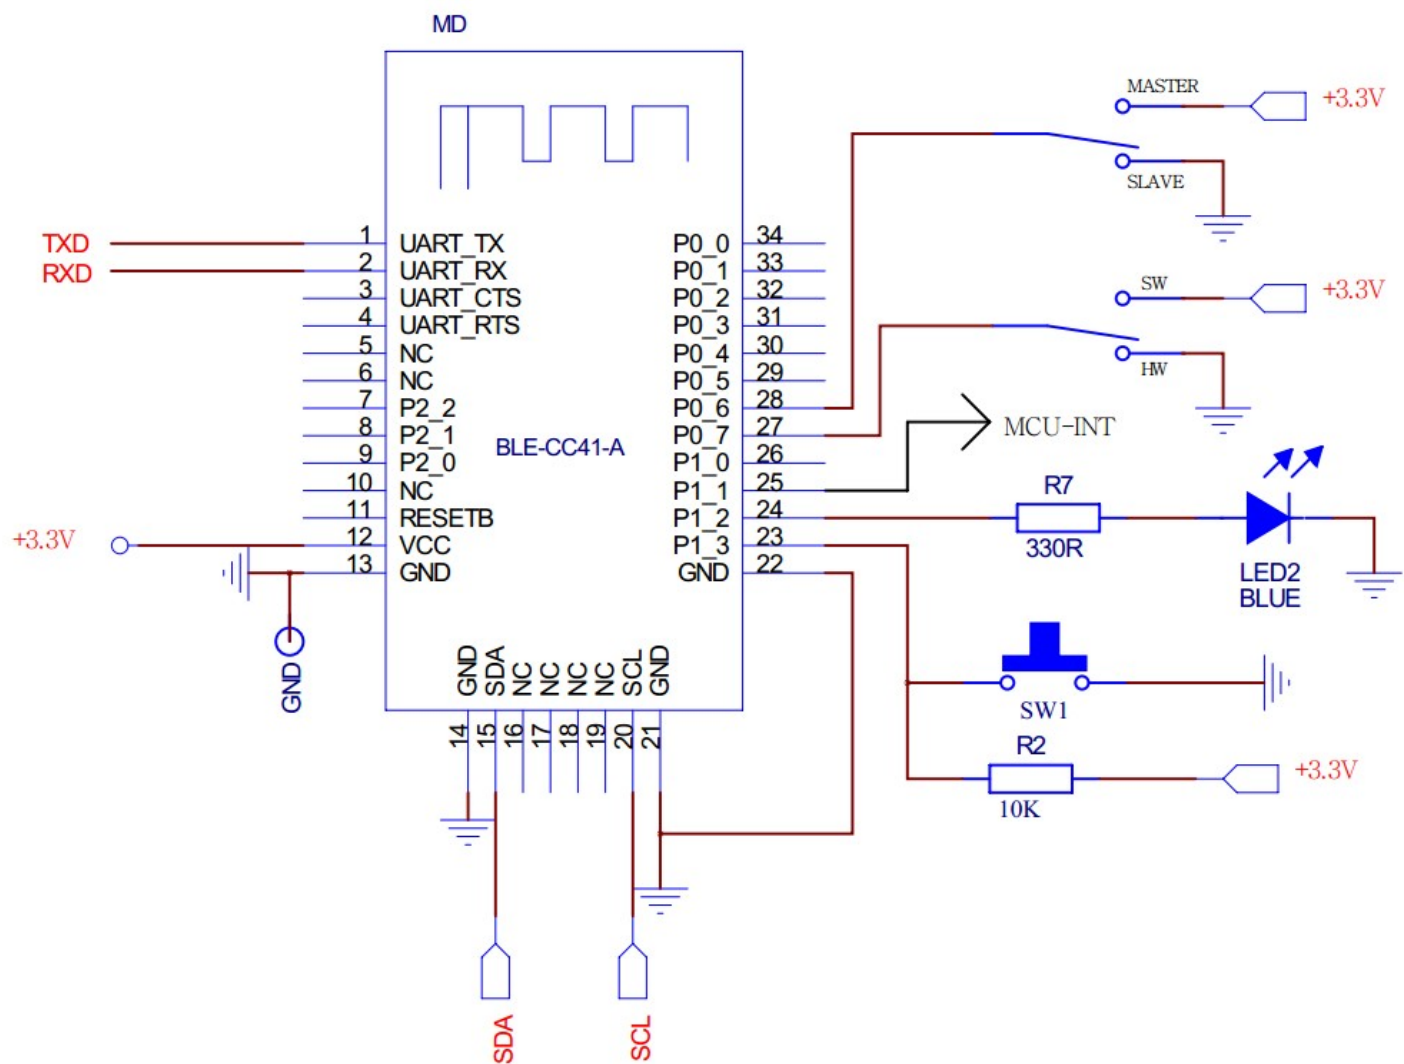 MD
MASTER
+3.3V
SLAVE
TXD
RXD
1 UART_TX
2 UART_RX
3 UART_CTS
4 UART_RTS
5 NC
6 NC
7 P2_2
8 P2_1
9 P2_0
10 NC
11 RESETB
12 VCC
13 GND
BLE-CC41-A
P0_0 34
P0_1 33
P0_2 32
P0_3 31
P0_4 30
P0_5 29
P0_6 28
P0_7 27
P1_0 26
P1_1 25
P1_2 24
P1_3 23
GND 22
SW
+3.3V
HW
MCU-INT
R7
330R
LED2
BLUE
+3.3V
GND
GND 14
SDA 15
NC 16
NC 17
NC 18
NC 19
SCL 20
GND 21
SW1
R2
10K
+3.3V
SDA
SCL